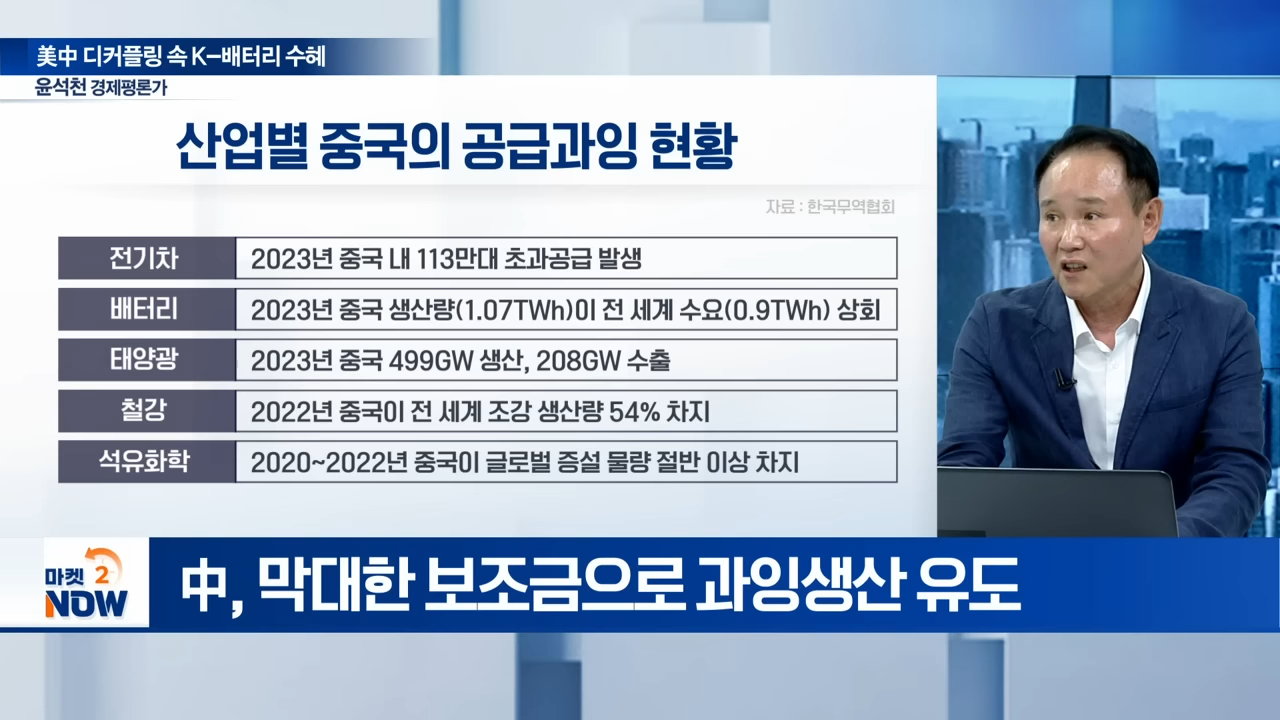 美中 디커플링 속 K-배터리 수혜
윤석천 경제평론가
산업별 중국의 공급과잉 현황
자료 : 한국무역협회
전기차 2023년 중국 내 113만대 초과공급 발생
배터리 2023년 중국 생산량(1.07TWh)이 전 세계 수요(0.9TWh) 상회
태양광 2023년 중국 499GW 생산, 208GW 수출
철강 2022년 중국이 전 세계 조강 생산량 54% 차지
석유화학 2020~2022년 중국이 글로벌 증설 물량 절반 이상 차지
마켓 2
NOW
中, 막대한 보조금으로 과잉생산 유도